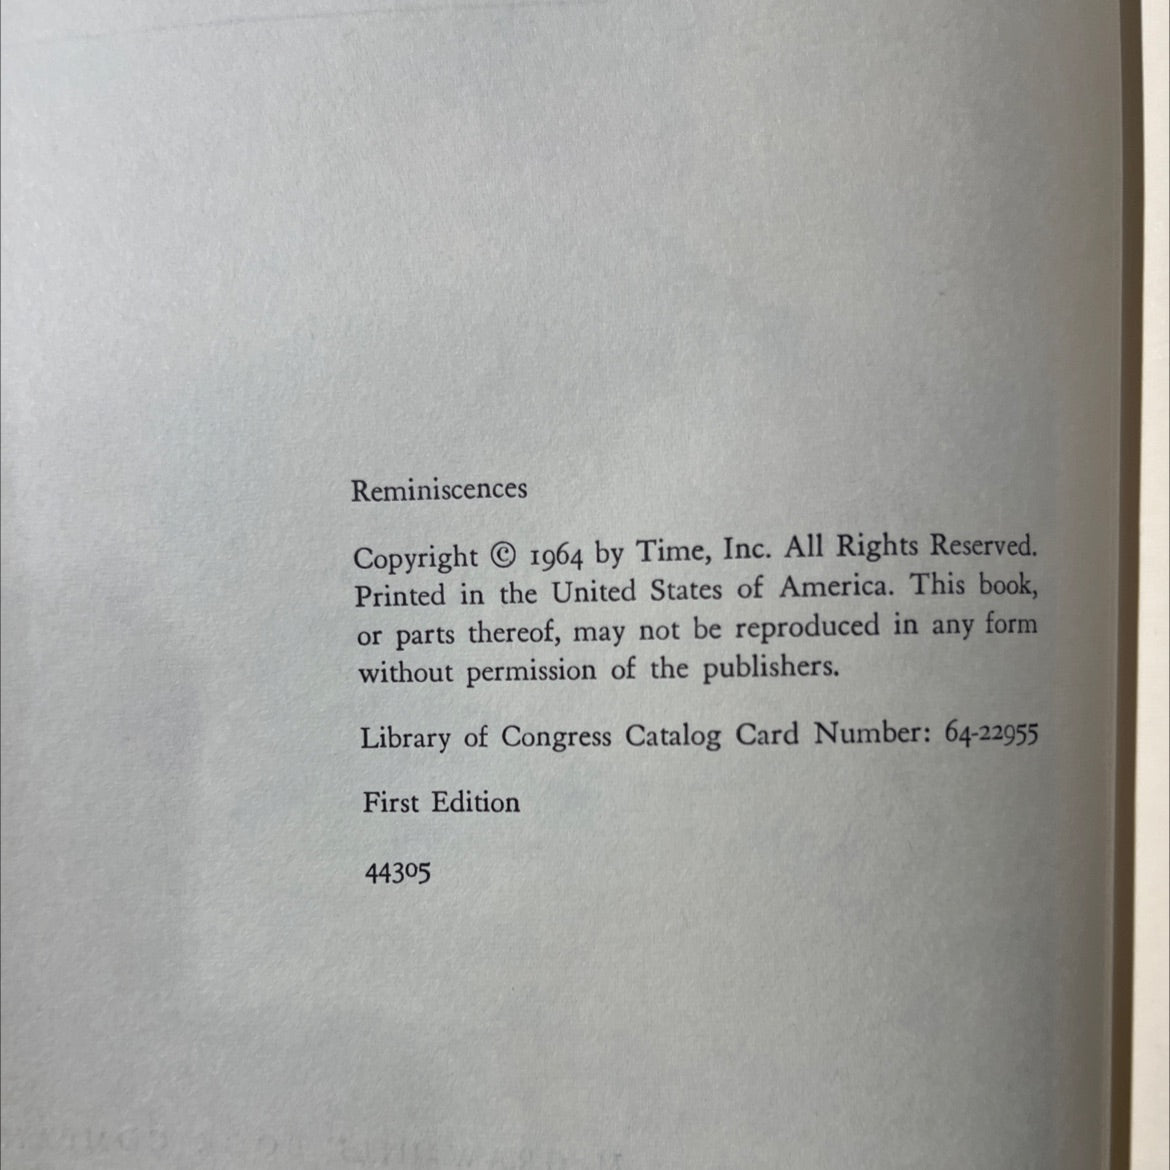 Reminiscences
Copyright © 1964 by Time, Inc. All Rights Reserved.
Printed in the United States of America. This book,
or parts thereof, may not be reproduced in any form
without permission of the publishers.
Library of Congress Catalog Card Number: 64-22955
First Edition
44305